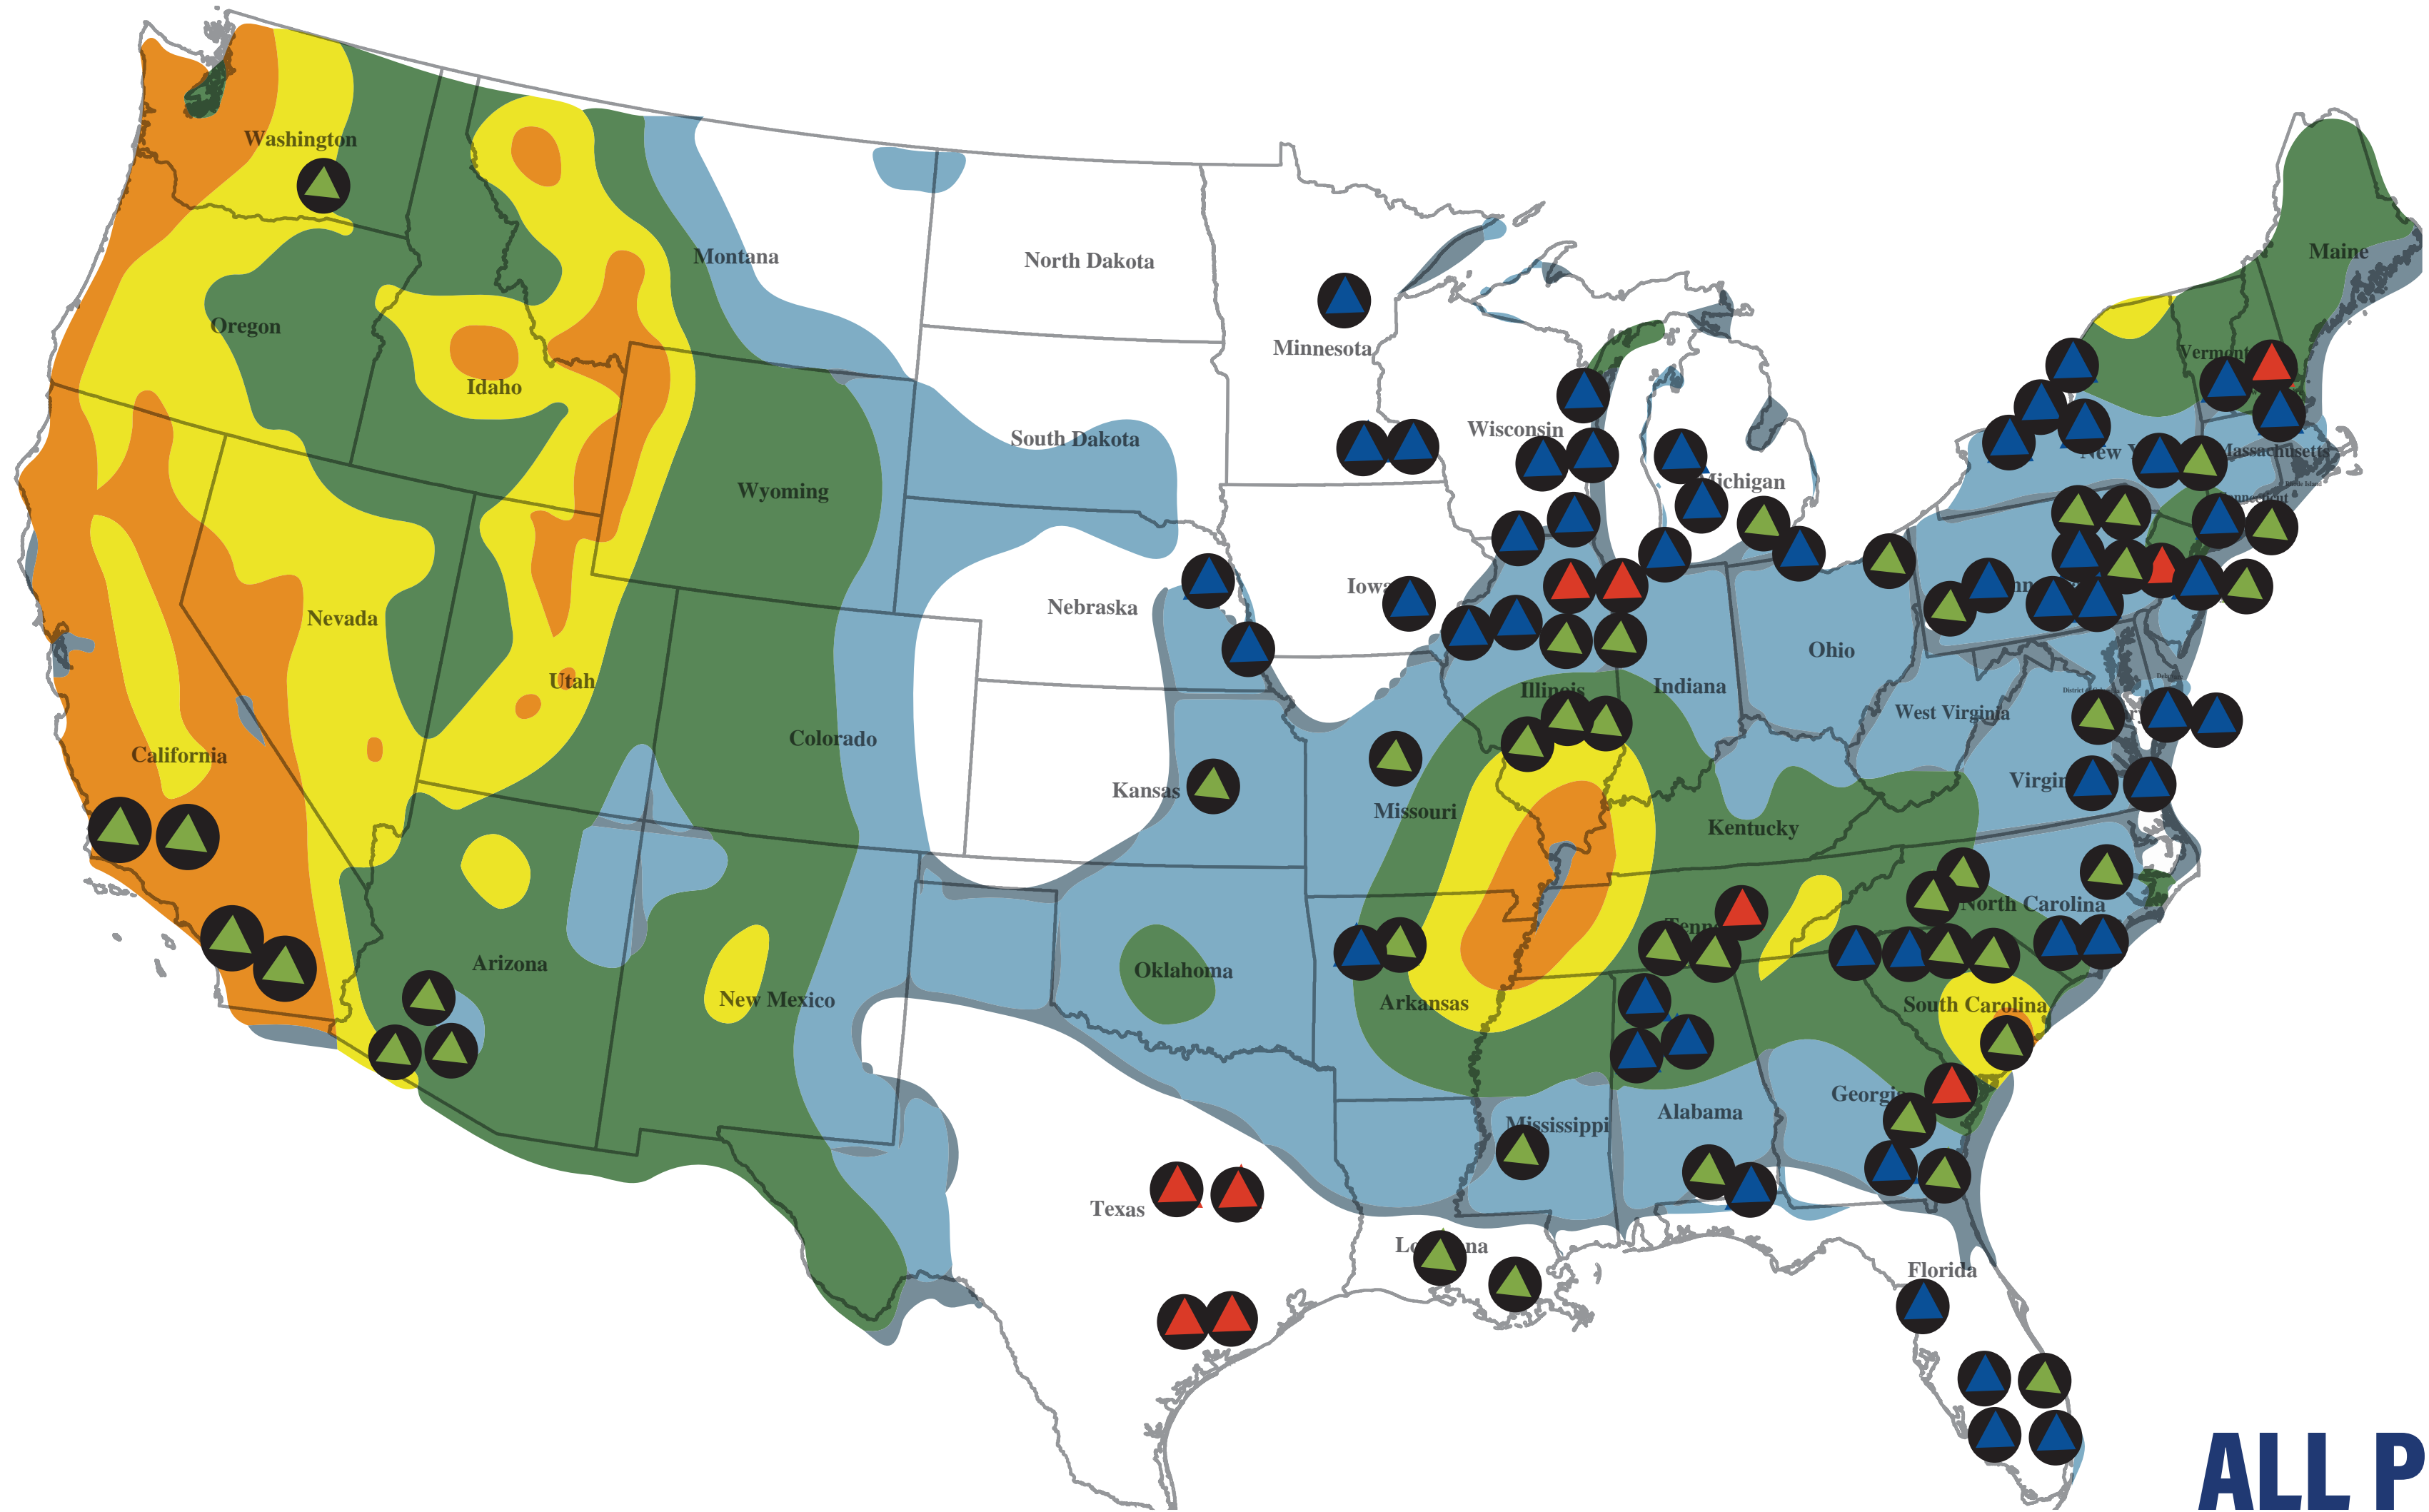 Washington
Montana
North Dakota
Maine
Oregon
Minnesota
Vermont
Idaho
South Dakota
Wisconsin
New
Massachusetts
Michigan
Wyoming
Nebraska
Nevada
Ohio
Utah
Illinois
Indiana
West Virginia
Colorado
California
Kansas
Missouri
Kentucky
North Carolina
Arizona
Oklahoma
New Mexico
Arkansas
South Carolina
Alabama
Mississippi
Texas
Florida
ALL P